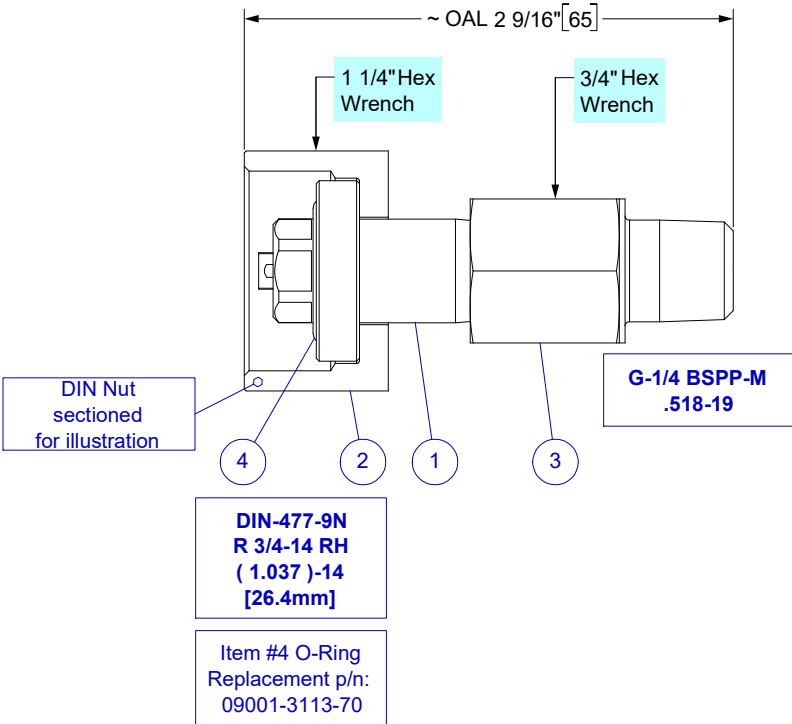 ~ OAL 2 9/16"[65]
1 1/4" Hex
Wrench
3/4" Hex
Wrench
DIN Nut
sectioned
for illustration
G-1/4 BSPP-M
.518-19
4
2
1
3
DIN-477-9N
R 3/4-14 RH
( 1.037 )-14
[26.4mm]
Item #4 O-Ring
Replacement p/n:
09001-3113-70